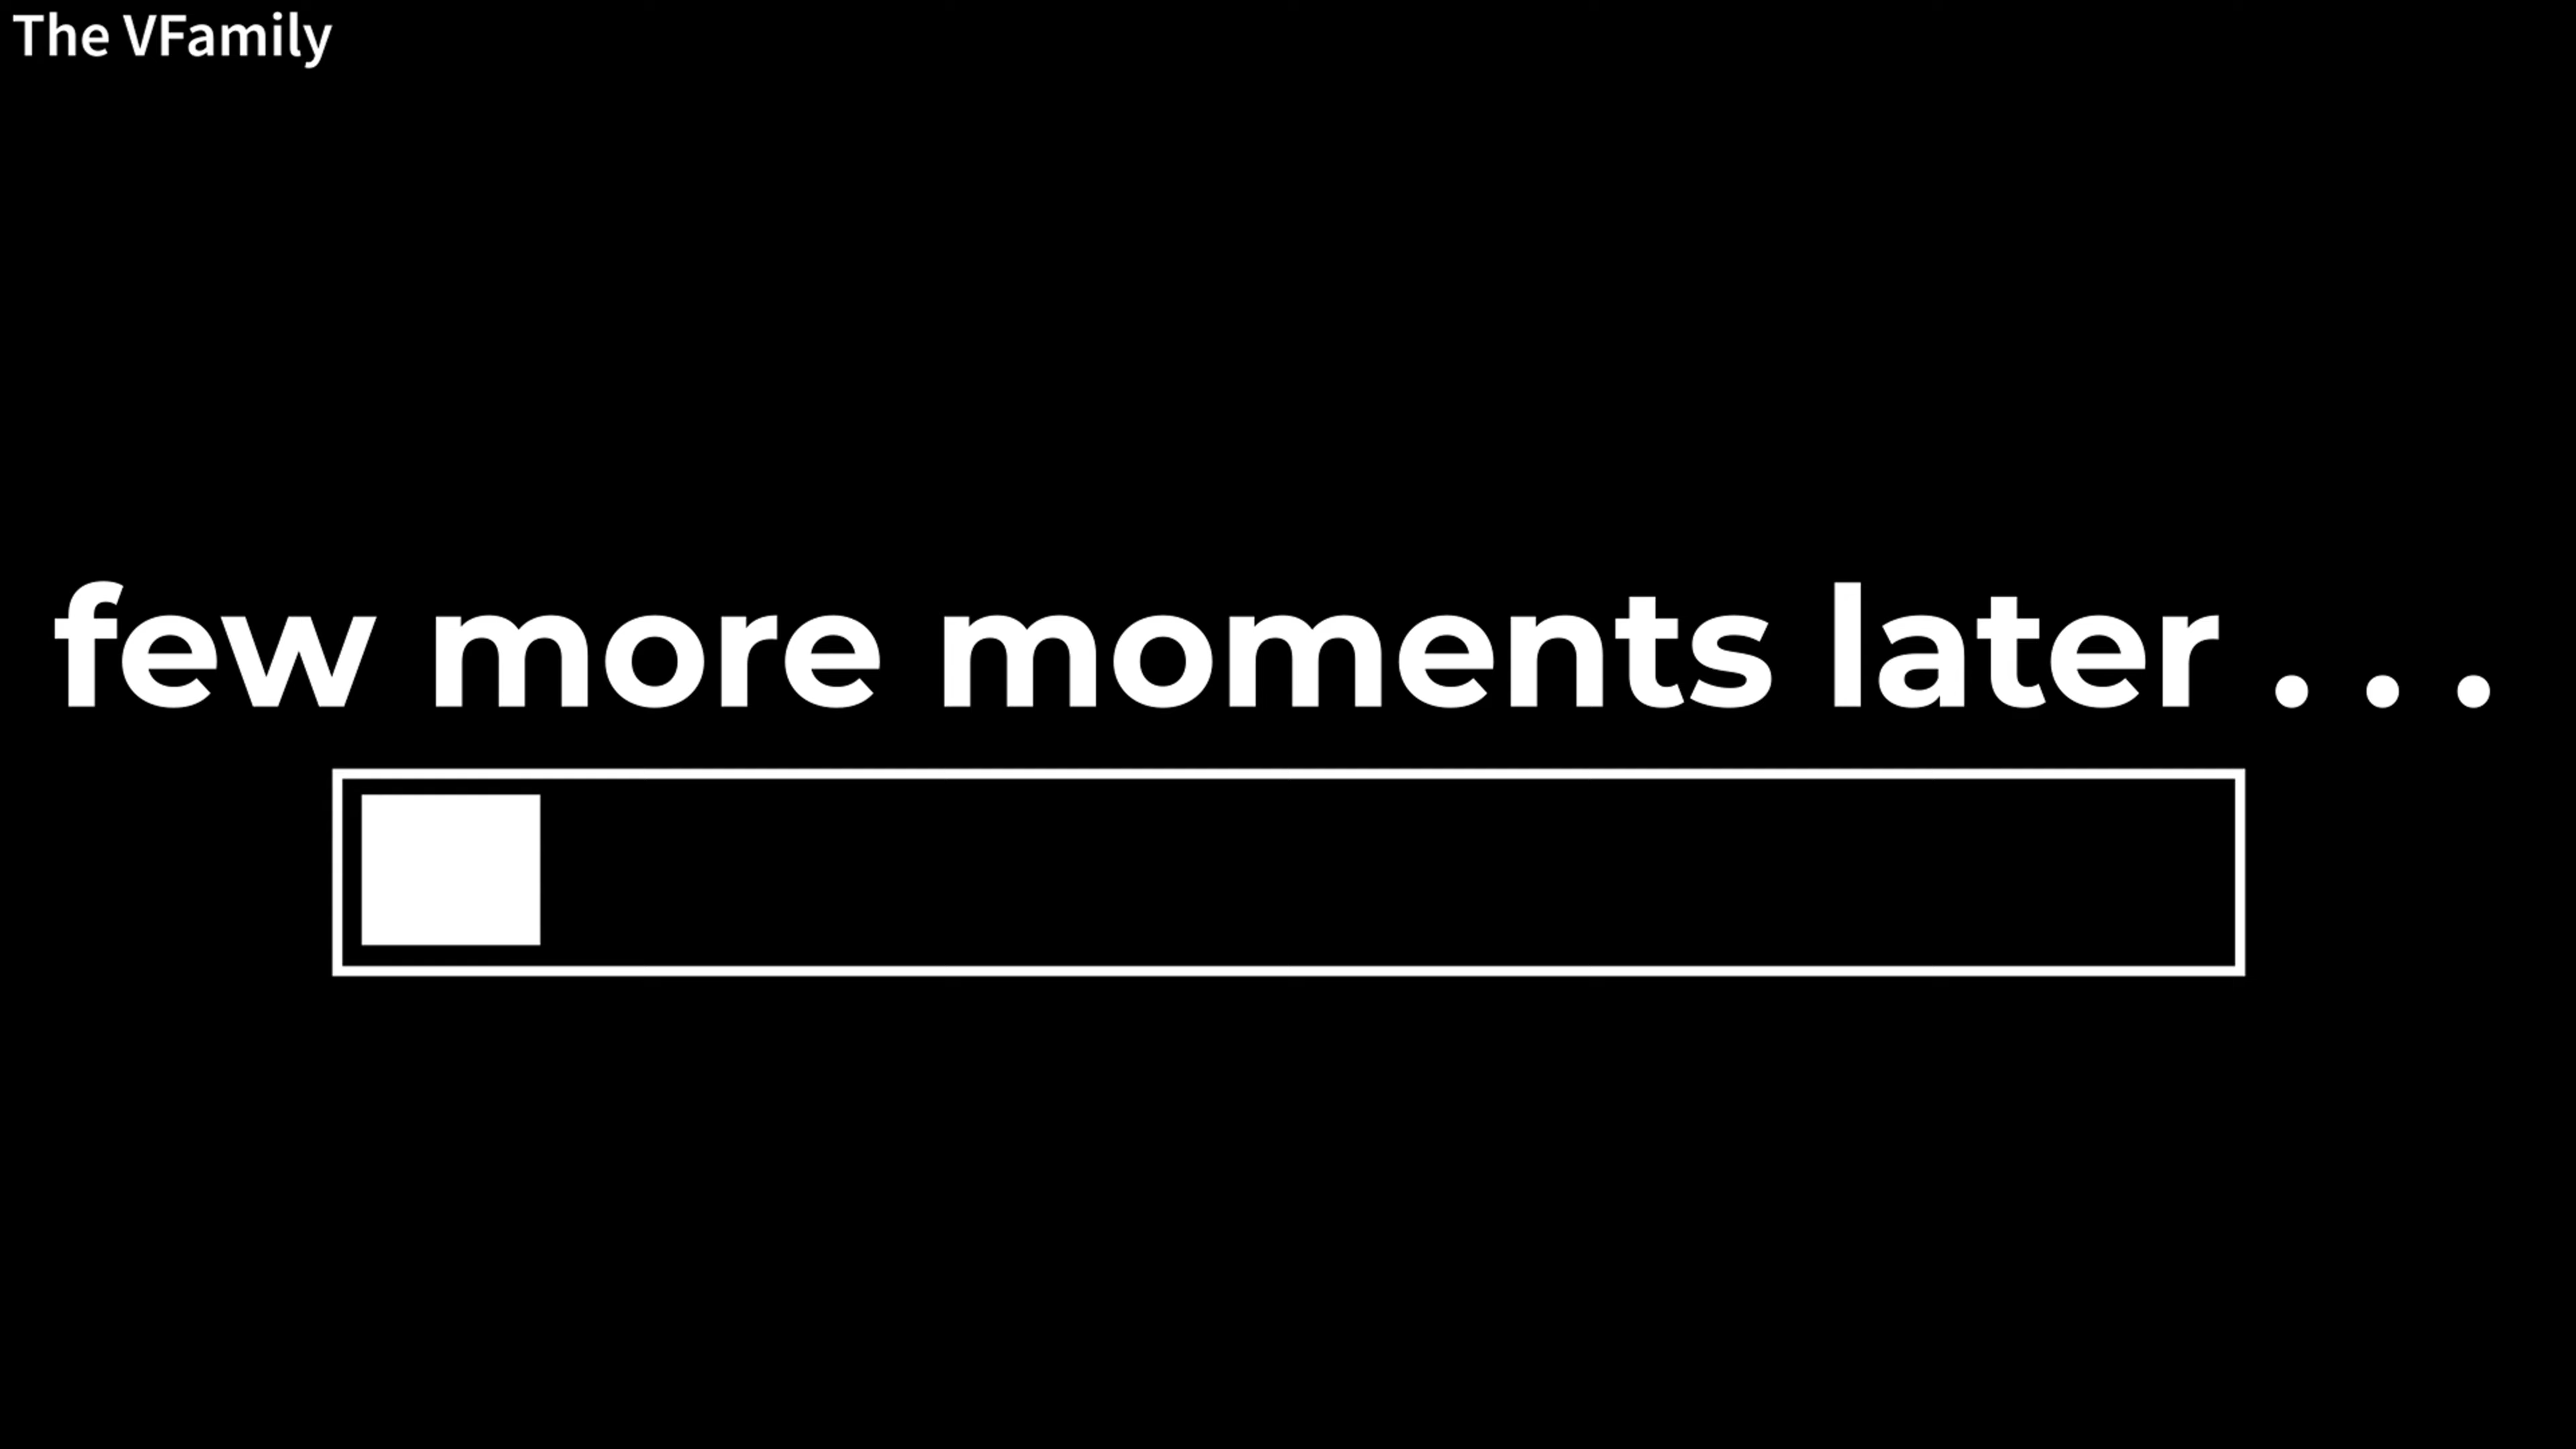 The VFamily
few more moments later . . .